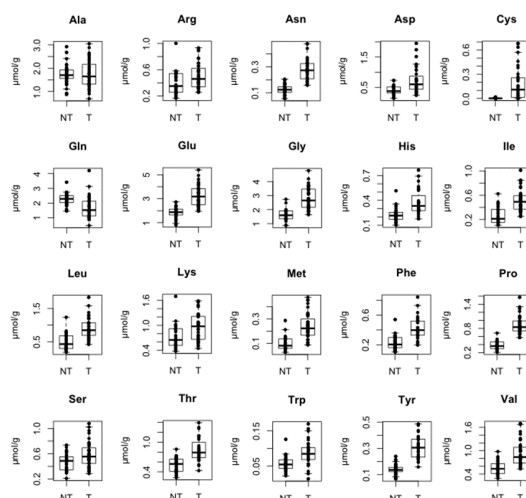 Ala Arg Asn Asp Cys
µmol/g 1.0 2.0 3.0 µmol/g 0.2 0.6 1.0 µmol/g 0.1 0.3 µmol/g 0.5 1.5 µmol/g 0.0 0.3 0.6
NT T NT T NT T NT T NT T
Gln Glu Gly His Ile
µmol/g 1 2 3 4 µmol/g 1 3 5 µmol/g 1 2 3 4 µmol/g 0.1 0.4 0.7 µmol/g 0.2 0.6 1.0
NT T NT T NT T NT T NT T
Leu Lys Met Phe Pro
µmol/g 0.5 1.5 µmol/g 0.4 1.0 1.6 µmol/g 0.1 0.3 µmol/g 0.2 0.6 µmol/g 0.2 0.8 1.4
NT T NT T NT T NT T NT T
Ser Thr Trp Tyr Val
µmol/g 0.2 0.6 1.0 µmol/g 0.4 1.0 µmol/g 0.05 0.15 µmol/g 0.1 0.3 0.5 µmol/g 0.4 1.0 1.6
NT T NT T NT T NT T NT T